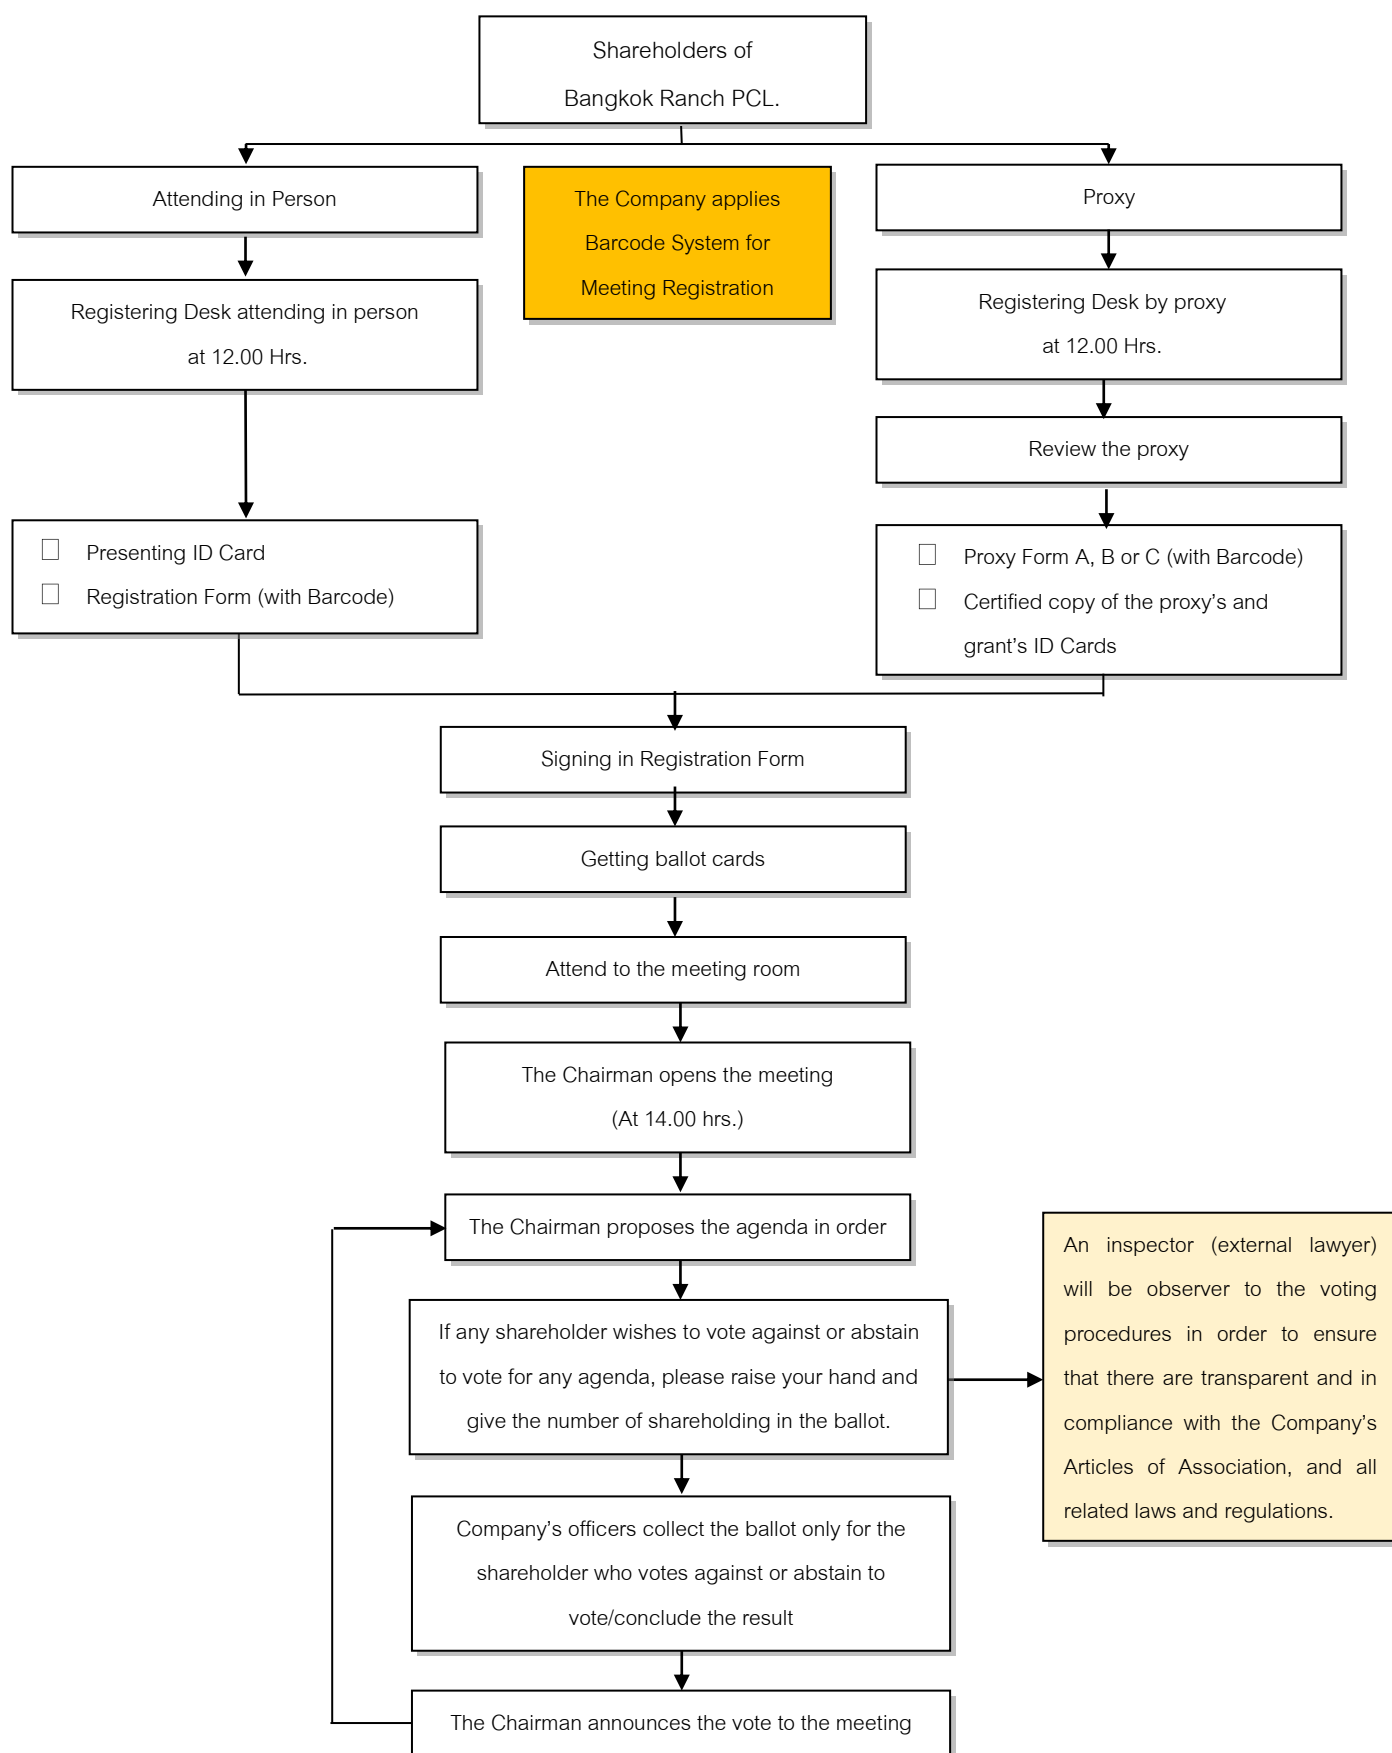 Shareholders of
Bangkok Ranch PCL.
Attending in Person
The Company applies
Barcode System for
Meeting Registration
Proxy
Registering Desk attending in person
at 12.00 Hrs.
Registering Desk by proxy
at 12.00 Hrs.
Review the proxy
Presenting ID Card
Registration Form (with Barcode)
Proxy Form A, B or C (with Barcode)
Certified copy of the proxy's and
grant's ID Cards
Signing in Registration Form
Getting ballot cards
Attend to the meeting room
The Chairman opens the meeting
(At 14.00 hrs.)
The Chairman proposes the agenda in order
If any shareholder wishes to vote against or abstain
to vote for any agenda, please raise your hand and
give the number of shareholding in the ballot.
An inspector (external lawyer)
will be observer to the voting
procedures in order to ensure
that there are transparent and in
compliance with the Company's
Articles of Association, and all
related laws and regulations.
Company's officers collect the ballot only for the
shareholder who votes against or abstain to
vote/conclude the result
The Chairman announces the vote to the meeting